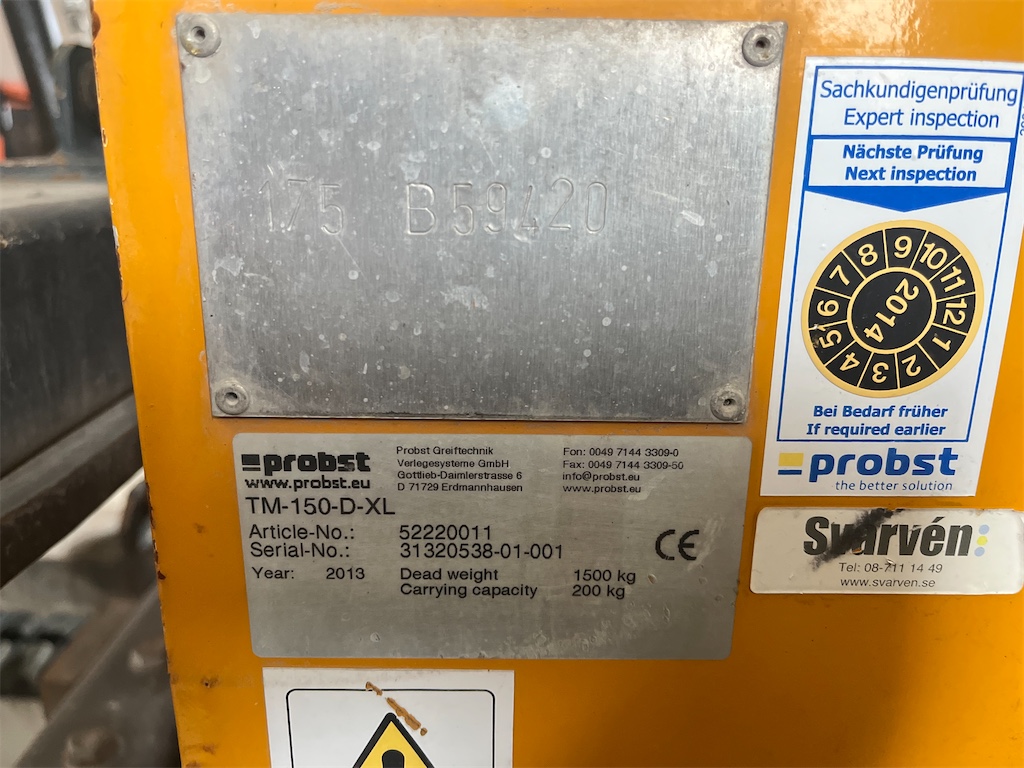 175 B59420
probst
www.probst.eu
Probst Greiftechnik
Verlegesysteme GmbH
Gottlieb-Daimlerstrasse 6
D 71729 Erdmannhausen
Fon: 0049 7144 3309-0
Fax: 0049 7144 3309-50
info@probst.eu
www.probst.eu
TM-150-D-XL
Article-No.: 52220011
Serial-No.: 31320538-01-001
Year: 2013 Dead weight 1500 kg
Carrying capacity 200 kg
CE
Sachkundigenprüfung
Expert inspection
Nächste Prüfung
Next inspection
1 2 3 4 5 6 7 8 9 10 11 12
2014
Bei Bedarf früher
If required earlier
probst
the better solution
Svarvén
Tel: 08-711 14 49
www.svarven.se